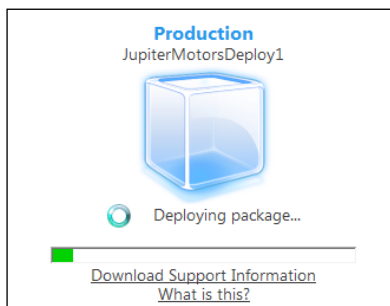 Production
JupiterMotorsDeploy1
Deploying package...
Download Support Information
What is this?